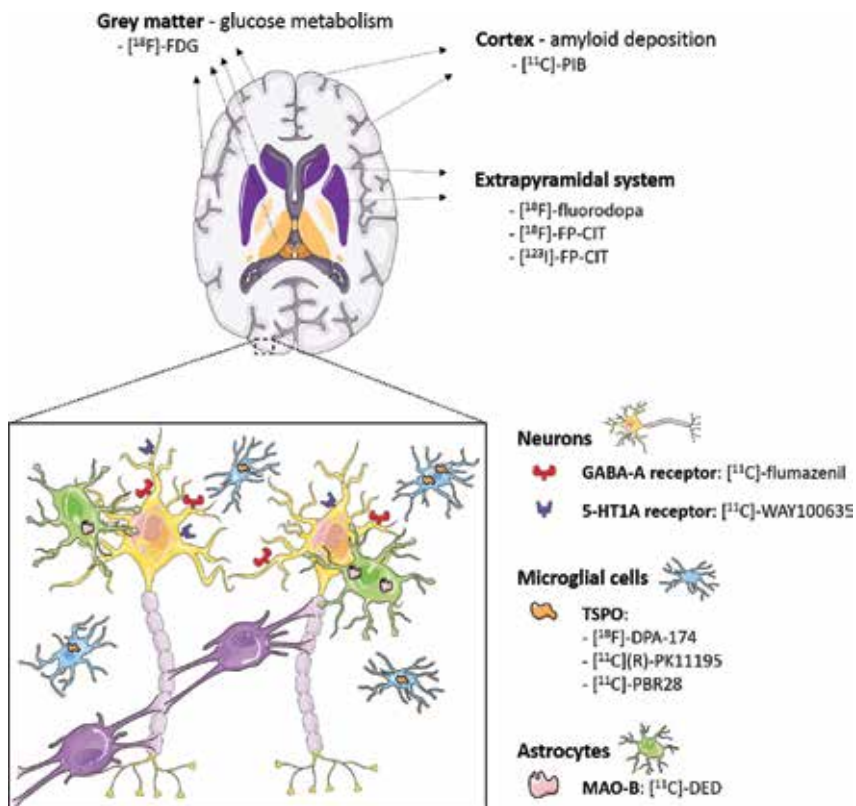 Grey matter - glucose metabolism
- [¹⁸F]-FDG
Cortex - amyloid deposition
- [¹¹C]-PIB
Extrapyramidal system
- [¹⁸F]-fluorodopa
- [¹⁸F]-FP-CIT
- [¹²³I]-FP-CIT
Neurons
GABA-A receptor: [¹¹C]-flumazenil
5-HT1A receptor: [¹¹C]-WAY100635
Microglial cells
TSPO:
- [¹⁸F]-DPA-174
- [¹¹C](R)-PK11195
- [¹¹C]-PBR28
Astrocytes
MAO-B: [¹¹C]-DED